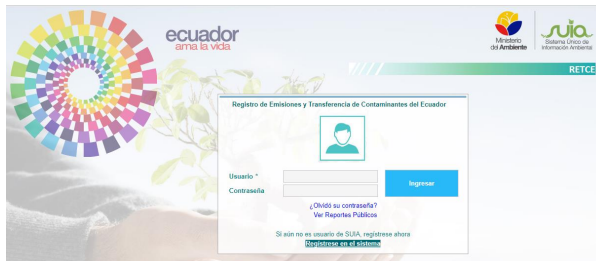 ecuador
ama la vida
Ministerio
del Ambiente
suia
Sistema Único de
Información Ambiental
RETCE
Registro de Emisiones y Transferencia de Contaminantes del Ecuador
Usuario *
Contraseña
Ingresar
¿Olvidó su contraseña?
Ver Reportes Públicos
Si aún no es usuario de SUIA, regístrese ahora
Regístrese en el sistema